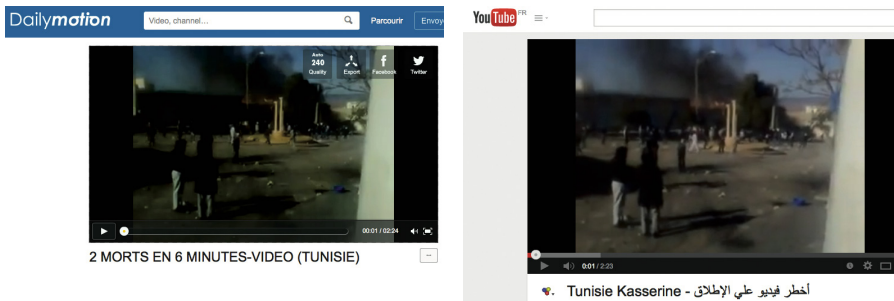 Dailymotion
Video, channel...
Parcourir
Auto
240
Quality
Export
Facebook
Twitter
00:01 / 02:24
2 MORTS EN 6 MINUTES-VIDEO (TUNISIE)
YouTube FR
0:01 / 2:23
أخطر فيديو علي الإطلاق - Tunisie Kasserine